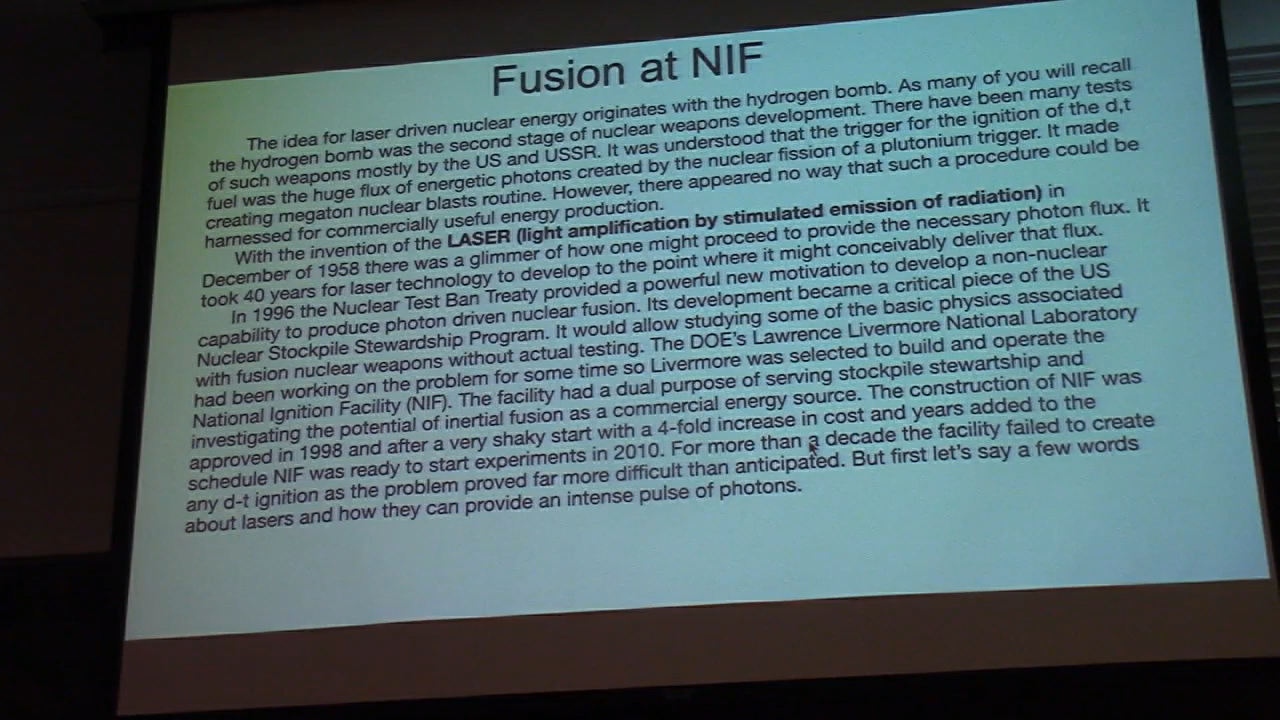 Fusion at NIF
The idea for laser driven nuclear energy originates with the hydrogen bomb. As many of you will recall
the hydrogen bomb was the second stage of nuclear weapons development. There have been many tests
of such weapons mostly by the US and USSR. It was understood that the trigger for the ignition of the d,t
fuel was the huge flux of energetic photons created by the nuclear fission of a plutonium trigger. It made
creating megaton nuclear blasts routine. However, there appeared no way that such a procedure could be
harnessed for commercially useful energy production.
With the invention of the LASER (light amplification by stimulated emission of radiation) in
December of 1958 there was a glimmer of how one might proceed to provide the necessary photon flux. It
took 40 years for laser technology to develop to the point where it might conceivably deliver that flux.
In 1996 the Nuclear Test Ban Treaty provided a powerful new motivation to develop a non-nuclear
capability to produce photon driven nuclear fusion. Its development became a critical piece of the US
Nuclear Stockpile Stewardship Program. It would allow studying some of the basic physics associated
with fusion nuclear weapons without actual testing. The DOE's Lawrence Livermore National Laboratory
had been working on the problem for some time so Livermore was selected to build and operate the
National Ignition Facility (NIF). The facility had a dual purpose of serving stockpile stewartship and
investigating the potential of inertial fusion as a commercial energy source. The construction of NIF was
approved in 1998 and after a very shaky start with a 4-fold increase in cost and years added to the
schedule NIF was ready to start experiments in 2010. For more than a decade the facility failed to create
any d-t ignition as the problem proved far more difficult than anticipated. But first let's say a few words
about lasers and how they can provide an intense pulse of photons.